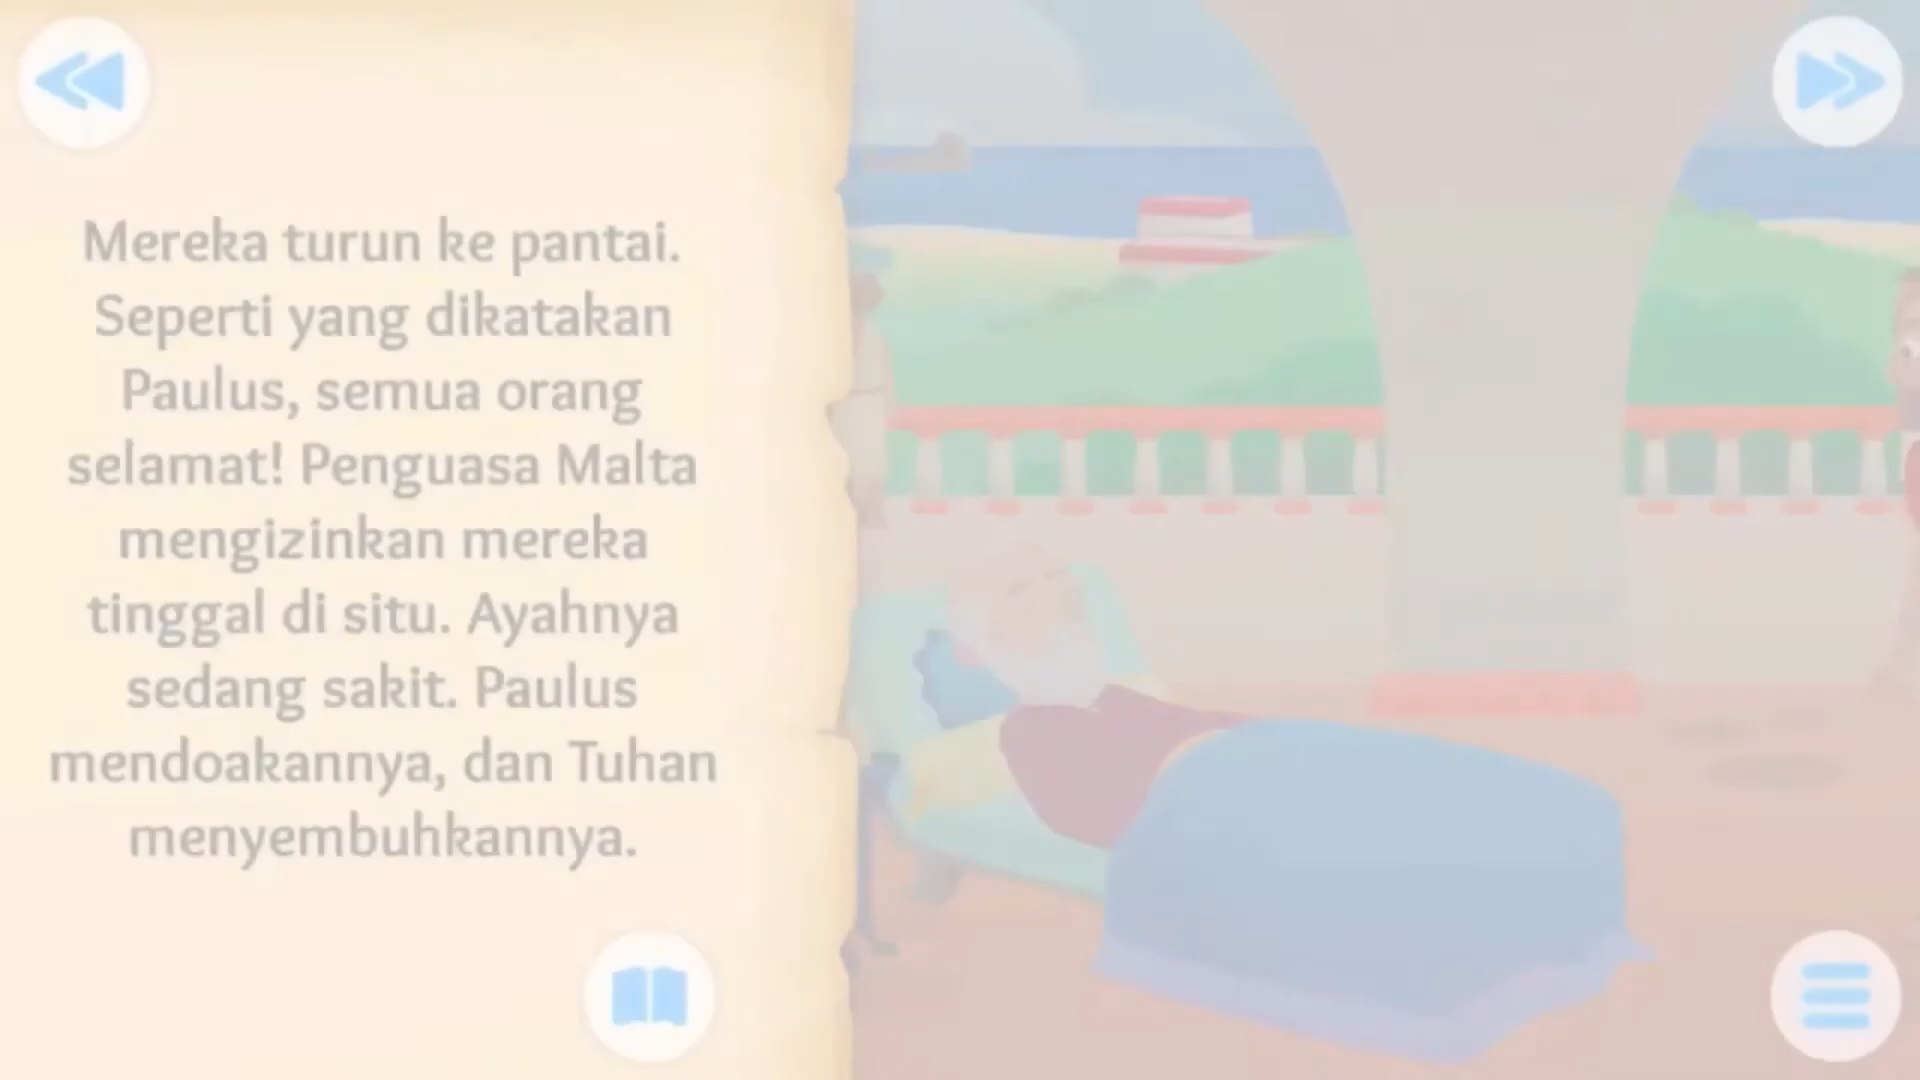 Mereka turun ke pantai.
Seperti yang dikatakan
Paulus, semua orang
selamat! Penguasa Malta
mengizinkan mereka
tinggal di situ. Ayahnya
sedang sakit. Paulus
mendoakannya, dan Tuhan
menyembuhkannya.